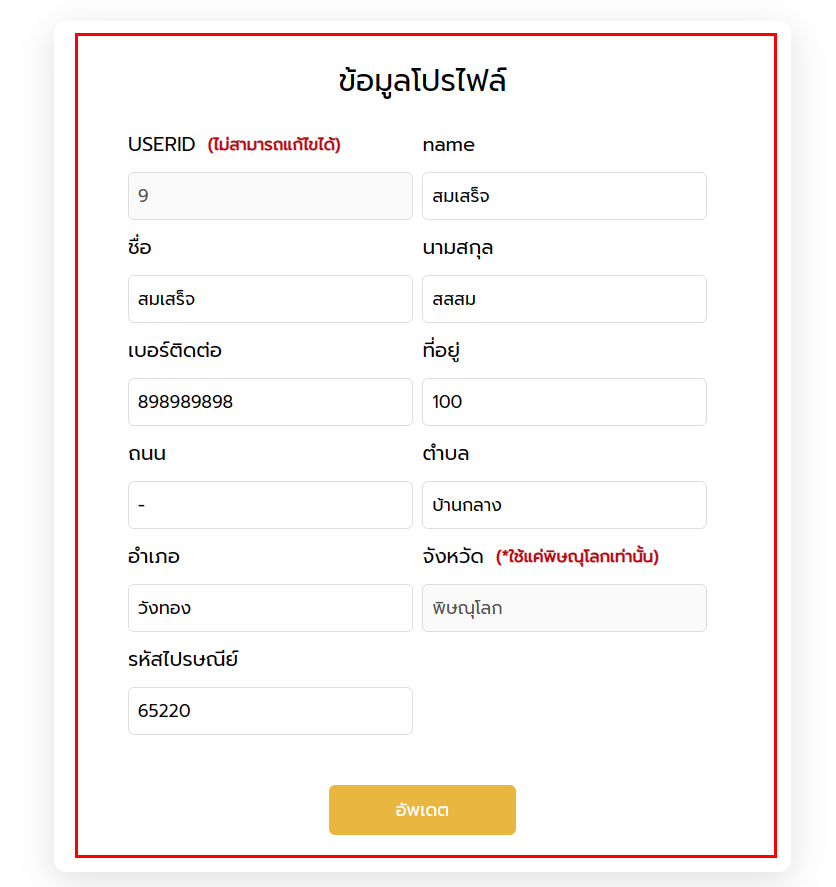 ข้อมูลโปรไฟล์
USERID (ไม่สามารถแก้ไขได้) name
9 สมเสร็จ
ชื่อ นามสกุล
สมเสร็จ สสสม
เบอร์ติดต่อ ที่อยู่
898989898 100
ถนน ตำบล
- บ้านกลาง
อำเภอ จังหวัด (*ใช้แค่พิษณุโลกเท่านั้น)
วังทอง พิษณุโลก
รหัสไปรษณีย์
65220
อัพเดต